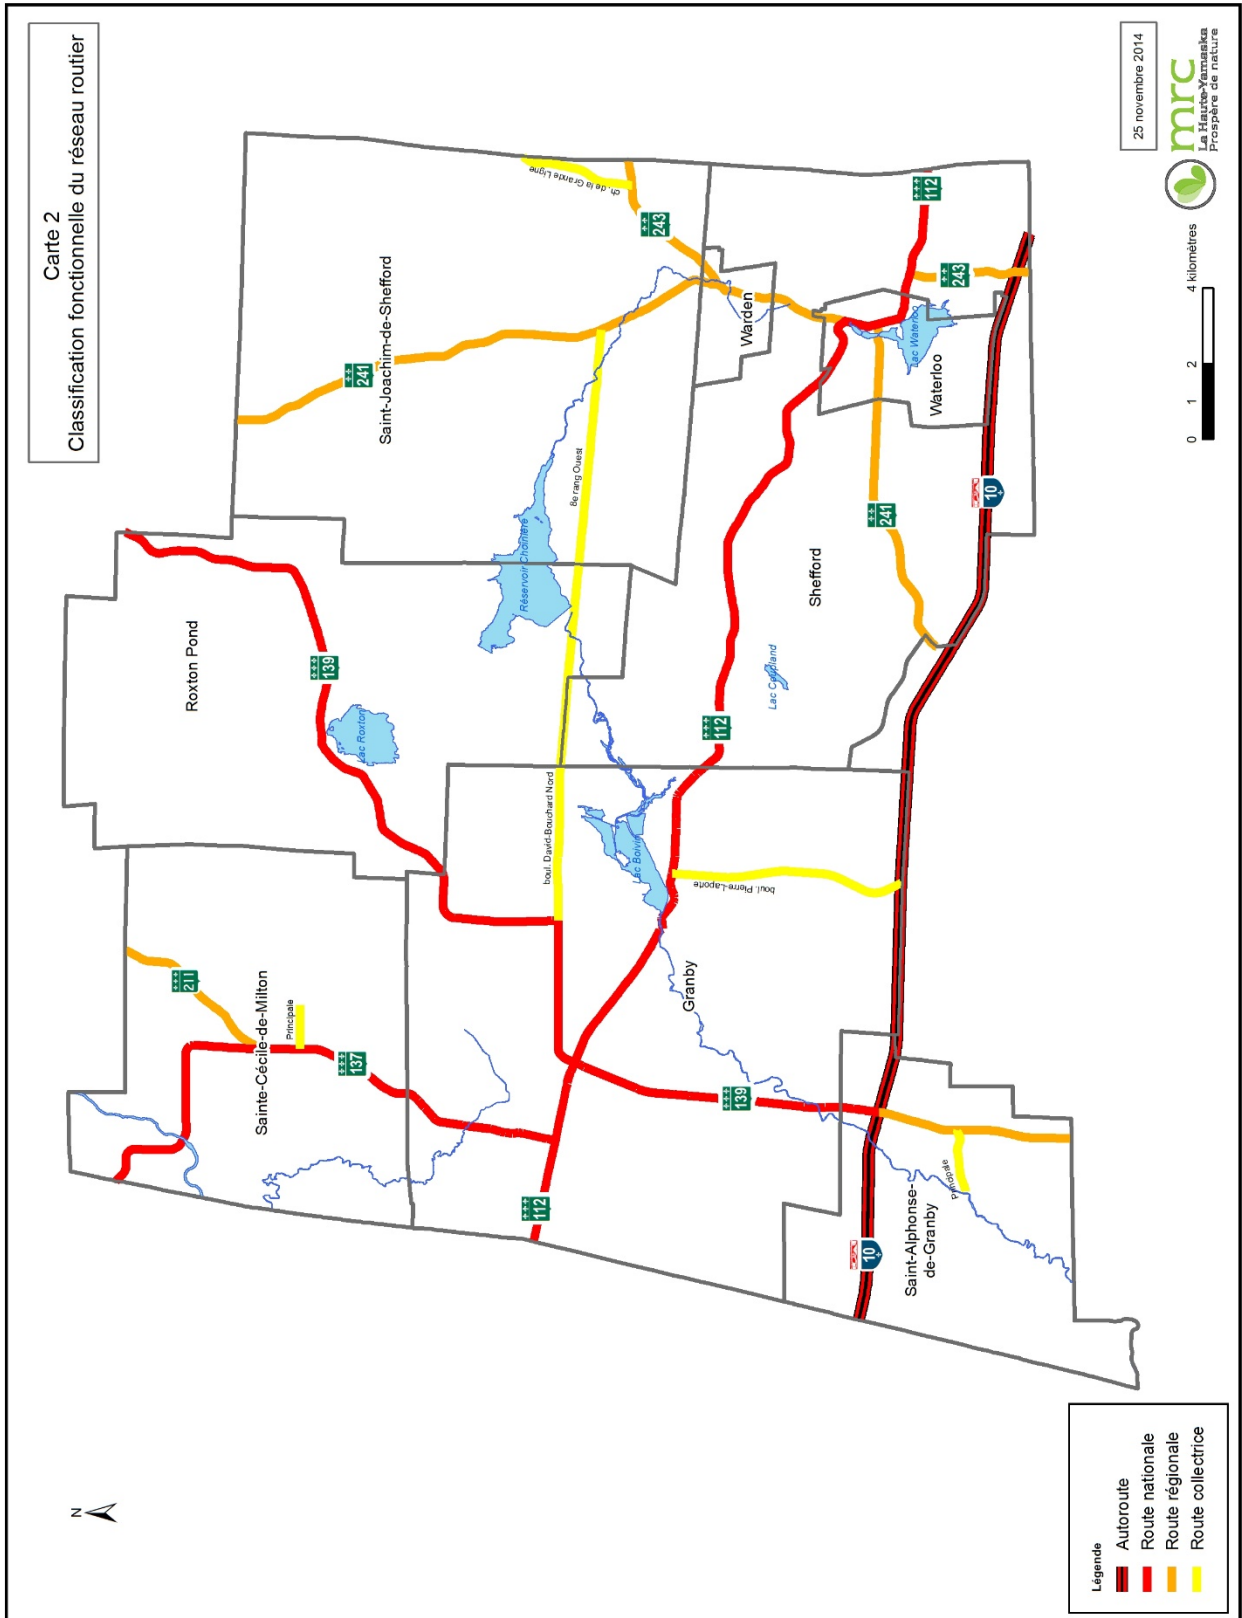 Carte 2
Classification fonctionnelle du réseau routier
N
Roxton Pond
139
Lac Roxton
Saint-Joachim-de-Shefford
241
ch. de la Grande Ligne
243
Réservoir Choinière
8e rang Ouest
Sainte-Cécile-de-Milton
211
Principale
137
boul. David-Bouchard Nord
Lac Boivin
boul. Pierre-Laporte
Granby
112
139
112
Lac Coupland
Shefford
241
Warden
Waterloo
Lac Waterloo
112
243
10
10
Saint-Alphonse-
de-Granby
Principale
Légende
Autoroute
Route nationale
Route régionale
Route collectrice
0 1 2 4 kilomètres
25 novembre 2014
mrc
La Haute-Yamaska
Prospère de nature